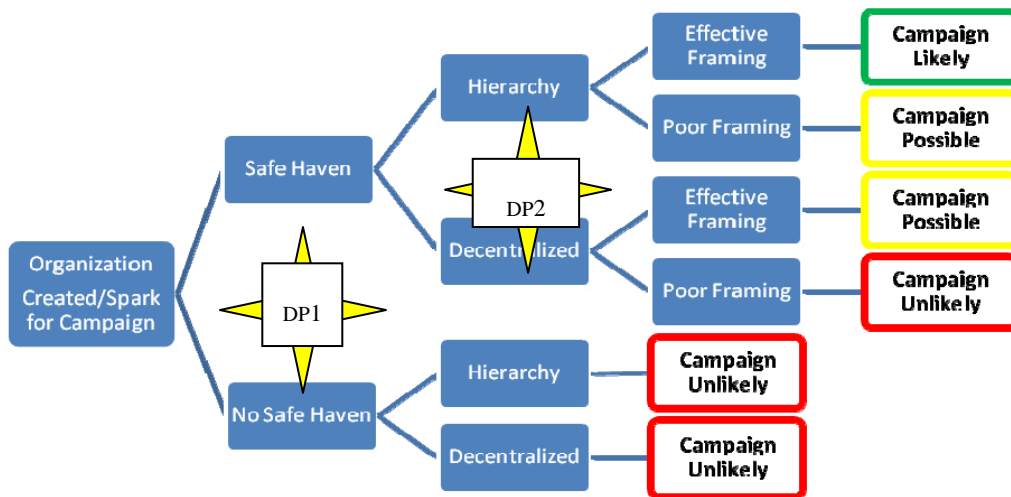 Organization
Created/Spark
for Campaign
Safe Haven
No Safe Haven
DP1
Hierarchy
Decentralized
DP2
Hierarchy
Decentralized
Effective
Framing
Poor Framing
Effective
Framing
Poor Framing
Campaign
Likely
Campaign
Possible
Campaign
Possible
Campaign
Unlikely
Campaign
Unlikely
Campaign
Unlikely